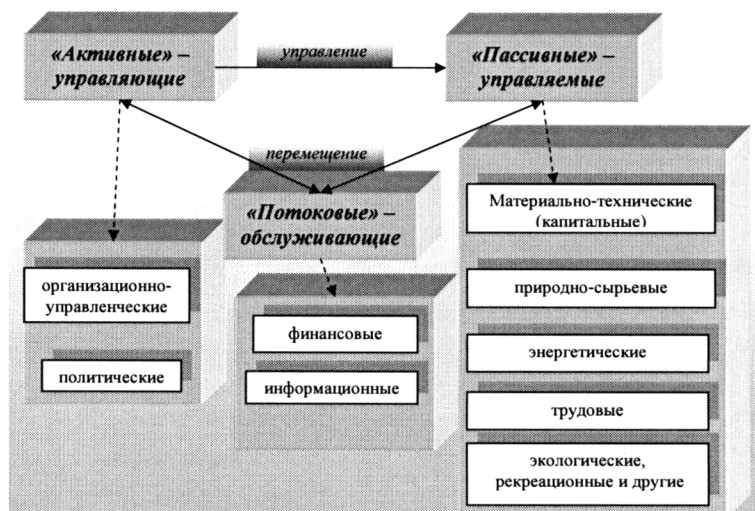 «Активные» –
управляющие
управление
«Пассивные» –
управляемые
перемещение
«Потоковые» –
обслуживающие
организационно-
управленческие
политические
финансовые
информационные
Материально-технические
(капитальные)
природно-сырьевые
энергетические
трудовые
экологические,
рекреационные и другие